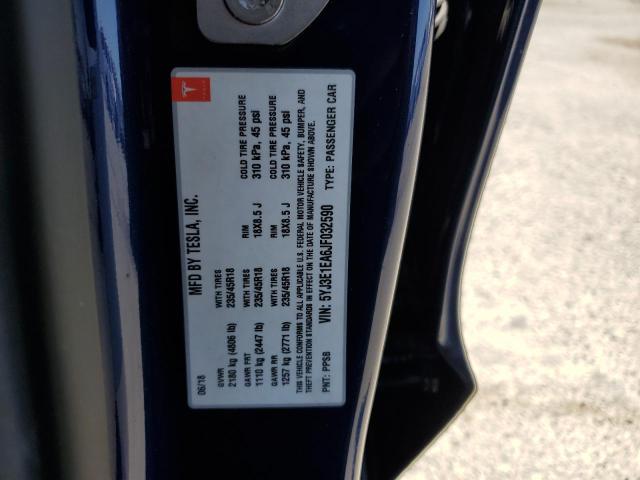 TESLA
06/18 MFD BY TESLA, INC.
GVWR WITH TIRES RIM COLD TIRE PRESSURE
2180 kg (4806 lb) 235/45R18 18X8.5 J 310 kPa, 45 psi
GAWR FRT WITH TIRES RIM COLD TIRE PRESSURE
1110 kg (2447 lb) 235/45R18 18X8.5 J 310 kPa, 45 psi
GAWR RR
1257 kg (2771 lb) 235/45R18
THIS VEHICLE CONFORMS TO ALL U.S. FEDERAL MOTOR VEHICLE SAFETY, BUMPER, AND
THEFT PREVENTION STANDARDS IN EFFECT ON THE DATE OF MANUFACTURE SHOWN ABOVE.
PNT: PPSB VIN: 5YJ3E1EA6JF032590 TYPE: PASSENGER CAR